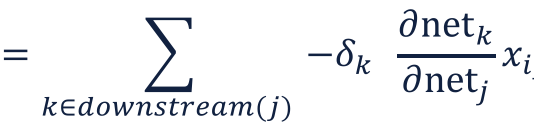 = ∑_{k∈downstream(j)} −δ_k ∂net_k/∂net_j x_i